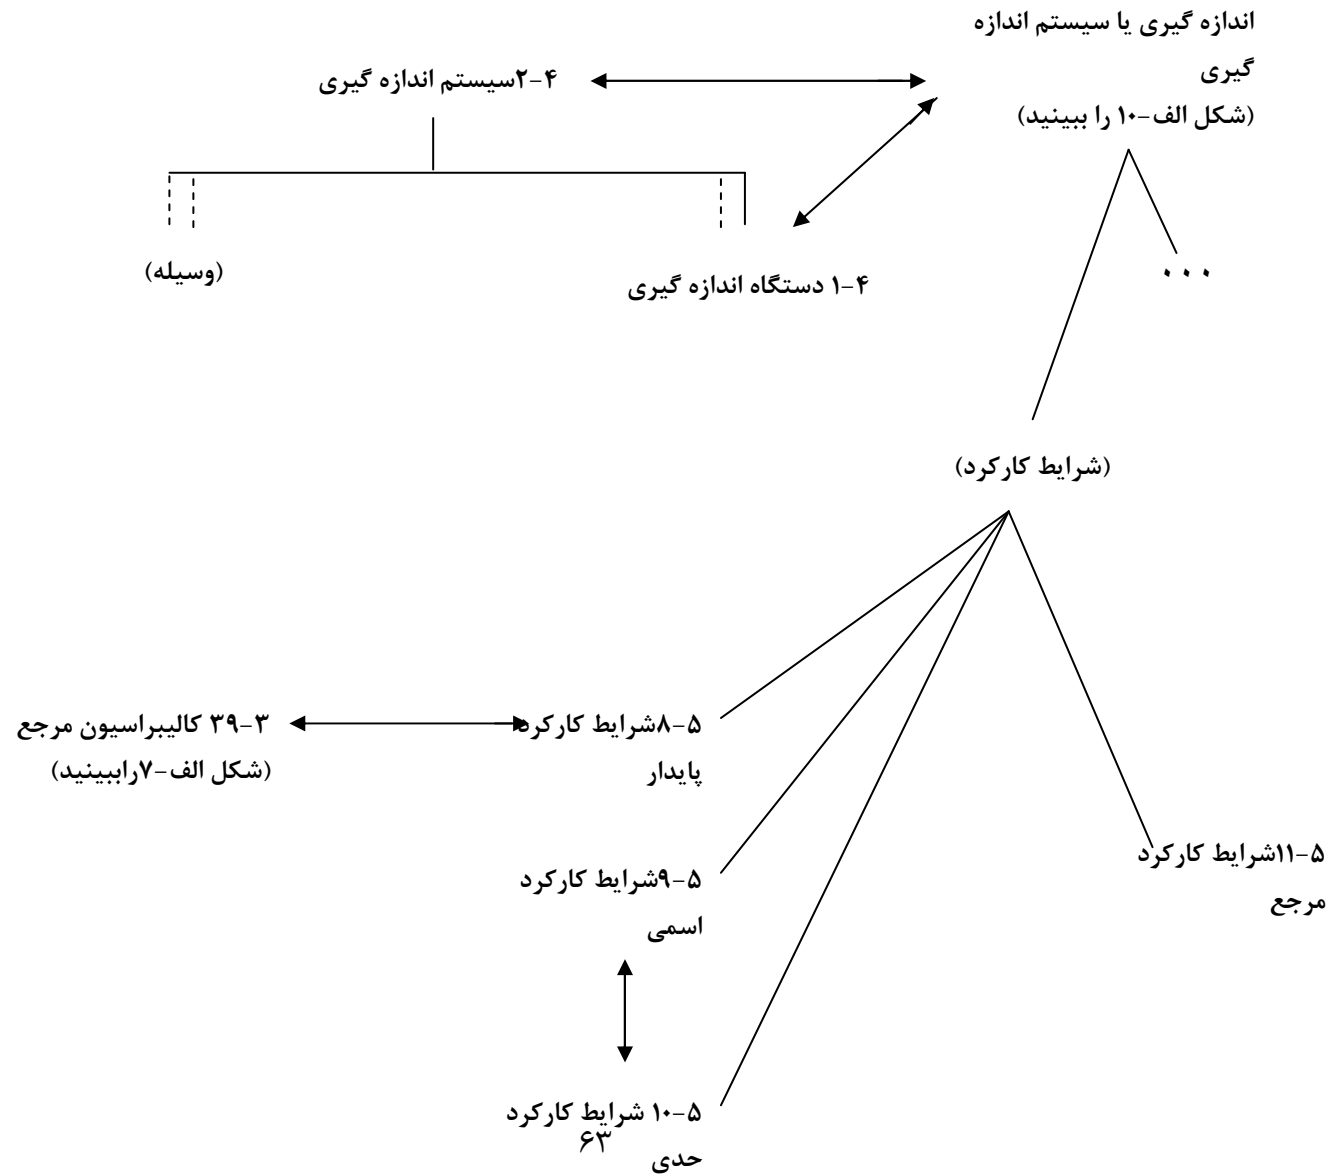 اندازه گیری یا سیستم اندازه
گیری
(شکل الف-۱۰ را ببینید)
۴-۲سیستم اندازه گیری
(وسیله)
۴-۱ دستگاه اندازه گیری
...
(شرایط کارکرد)
۵-۸شرایط کارکرد
پایدار
۳-۳۹ کالیبراسیون مرجع
(شکل الف-۷راببینید)
۵-۱۱شرایط کارکرد
مرجع
۵-۹شرایط کارکرد
اسمی
۵-۱۰ شرایط کارکرد
حدی
۶۳